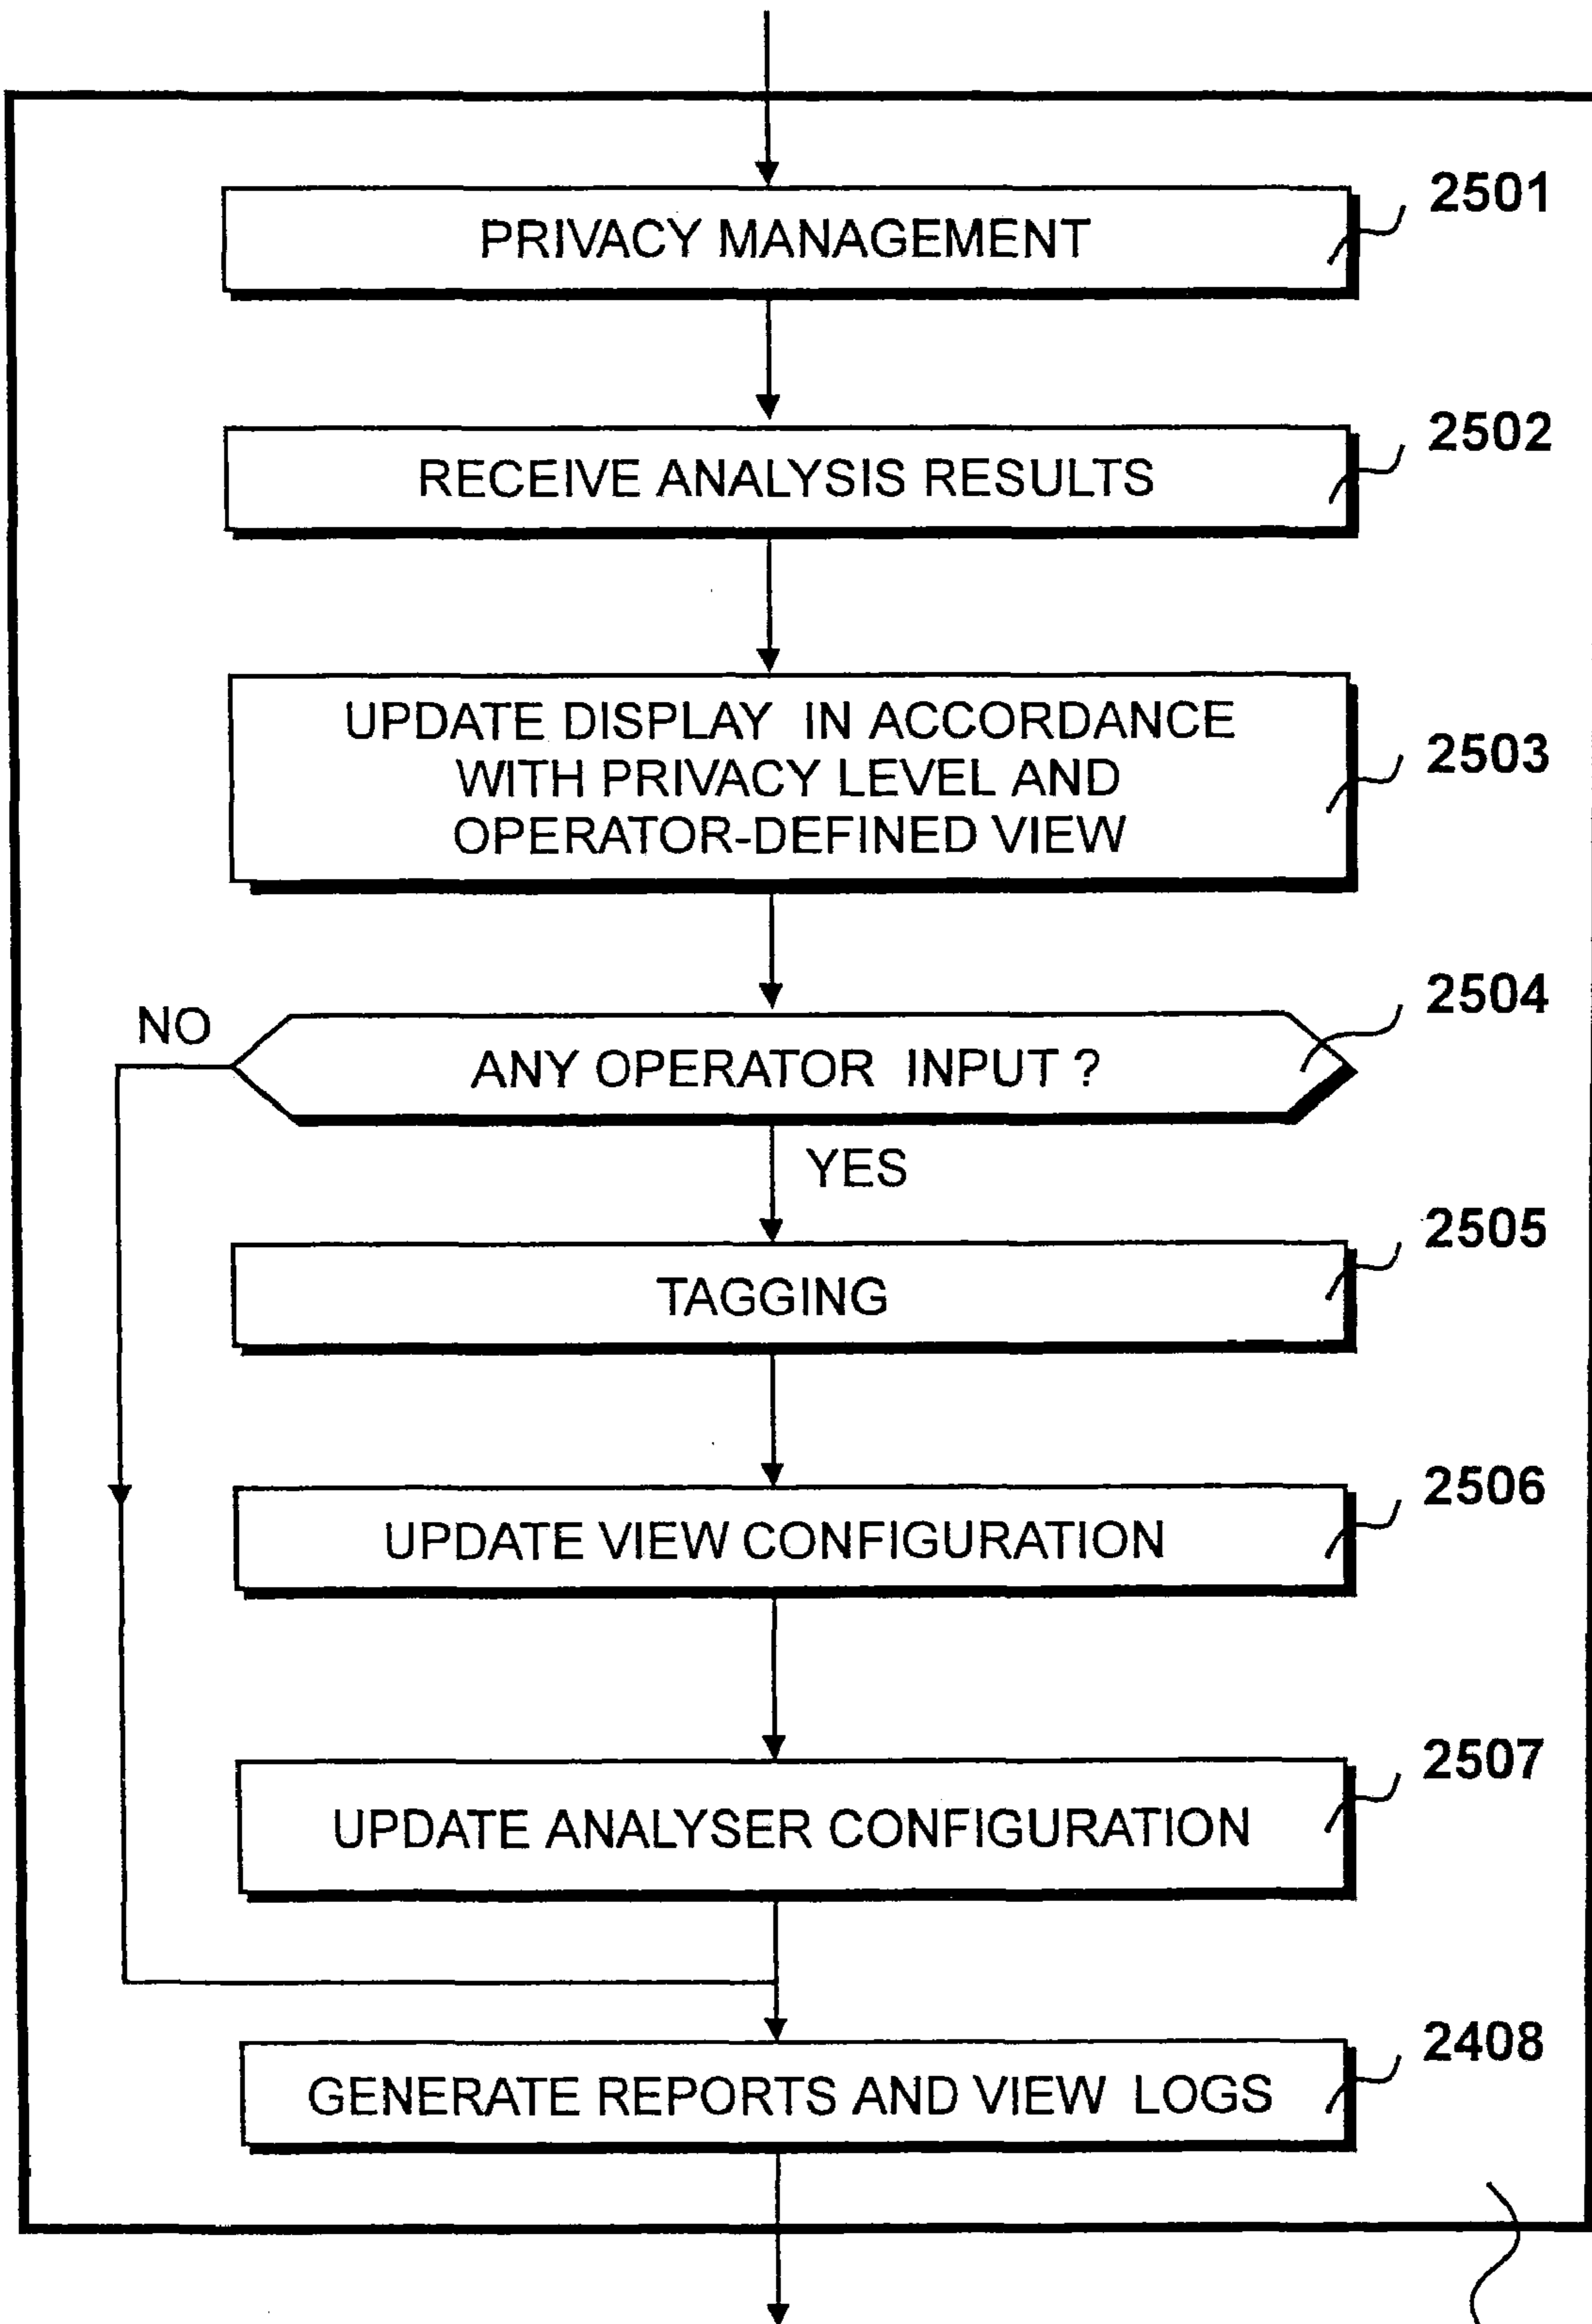 2501
PRIVACY MANAGEMENT
2502
RECEIVE ANALYSIS RESULTS
UPDATE DISPLAY IN ACCORDANCE
WITH PRIVACY LEVEL AND
OPERATOR-DEFINED VIEW
2503
2504
NO
ANY OPERATOR INPUT ?
YES
2505
TAGGING
2506
UPDATE VIEW CONFIGURATION
2507
UPDATE ANALYSER CONFIGURATION
2408
GENERATE REPORTS AND VIEW LOGS